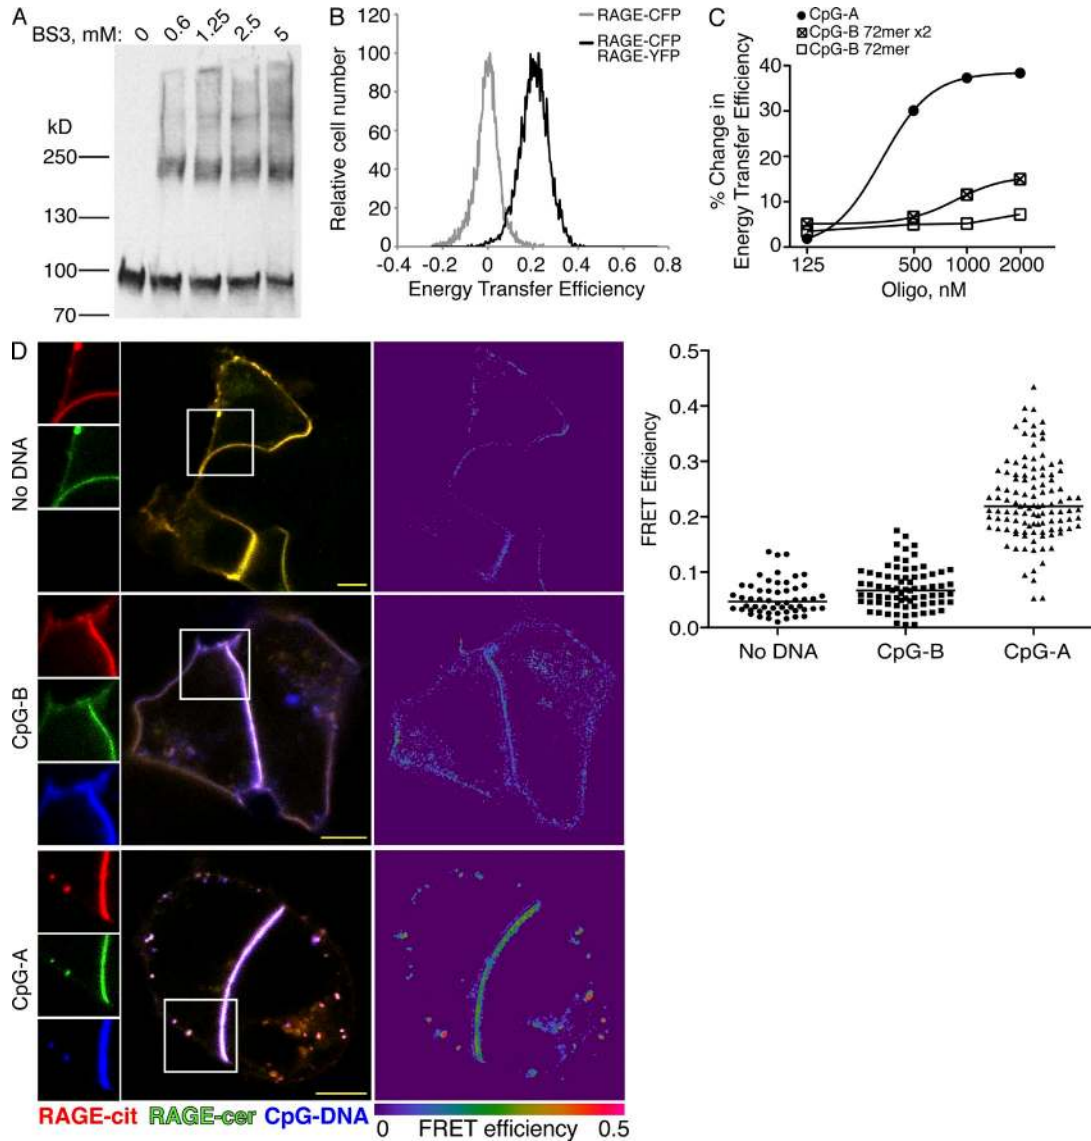 A
BS3, mM: 0 0.6 1.25 2.5 5
kD
250
130
100
70
B
RAGE-CFP
RAGE-CFP
RAGE-YFP
Relative cell number
120
100
80
60
40
20
0
-0.4 -0.2 0 0.2 0.4 0.6 0.8
Energy Transfer Efficiency
C
CpG-A
CpG-B 72mer x2
CpG-B 72mer
% Change in
Energy Transfer Efficiency
40
30
20
10
0
125 500 1000 2000
Oligo, nM
D
No DNA
CpG-B
CpG-A
RAGE-cit RAGE-cer CpG-DNA
0 FRET efficiency 0.5
FRET Efficiency
0.5
0.4
0.3
0.2
0.1
0.0
No DNA CpG-B CpG-A